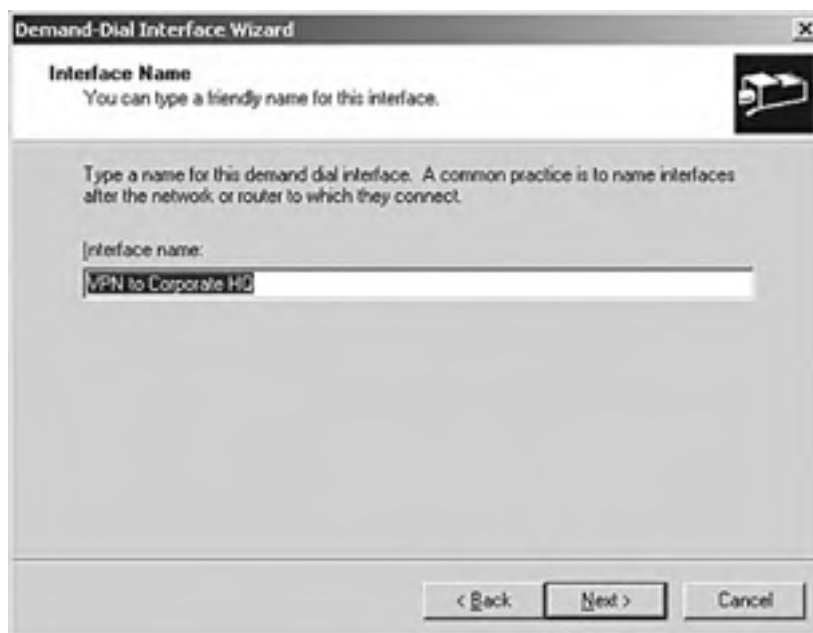 Demand-Dial Interface Wizard
Interface Name
You can type a friendly name for this interface.
Type a name for this demand dial interface. A common practice is to name interfaces
after the network or router to which they connect.
Interface name:
VPN to Corporate HQ
< Back
Next >
Cancel